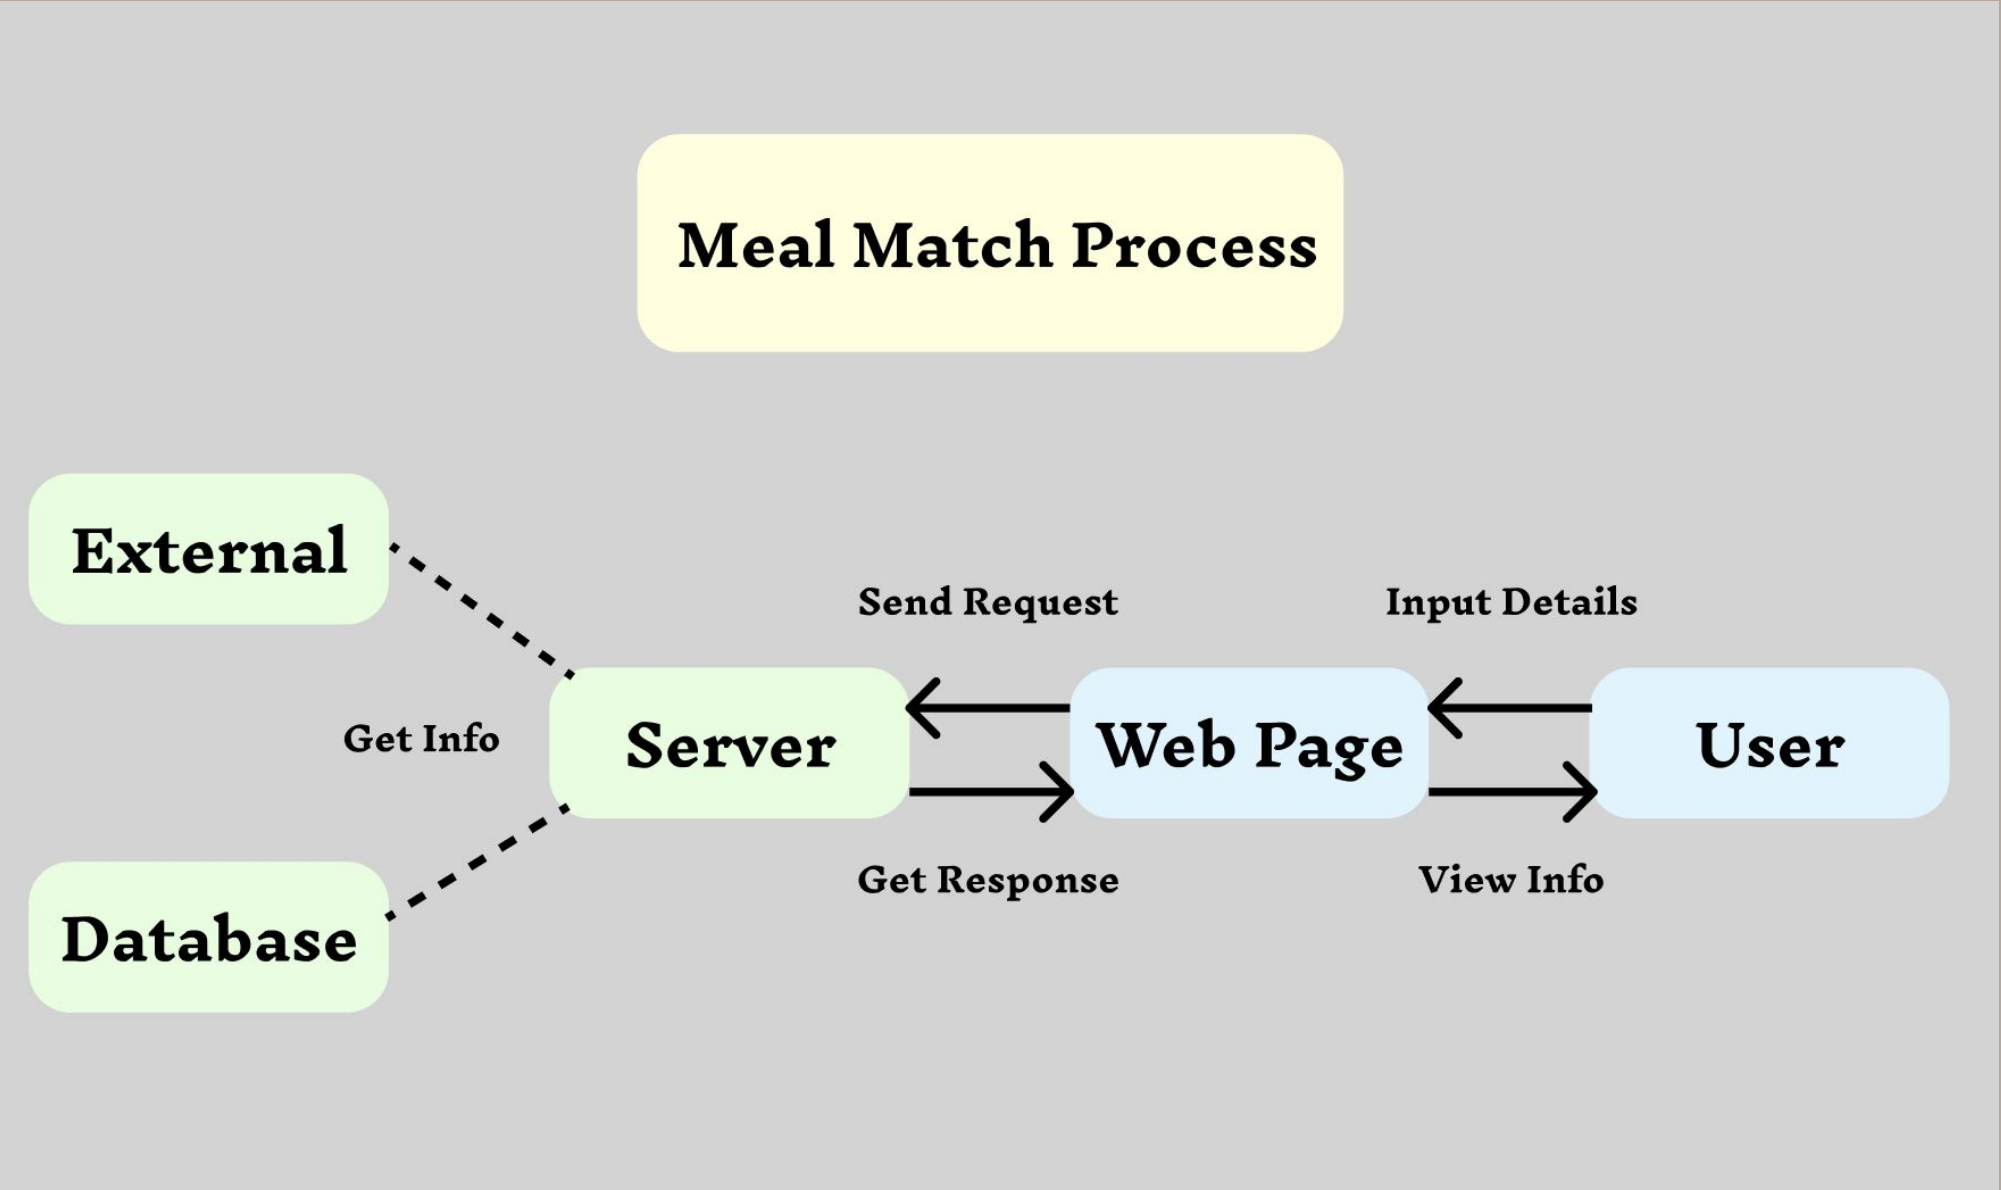 Meal Match Process
External
Send Request
Input Details
Get Info
Server
Web Page
User
Get Response
View Info
Database